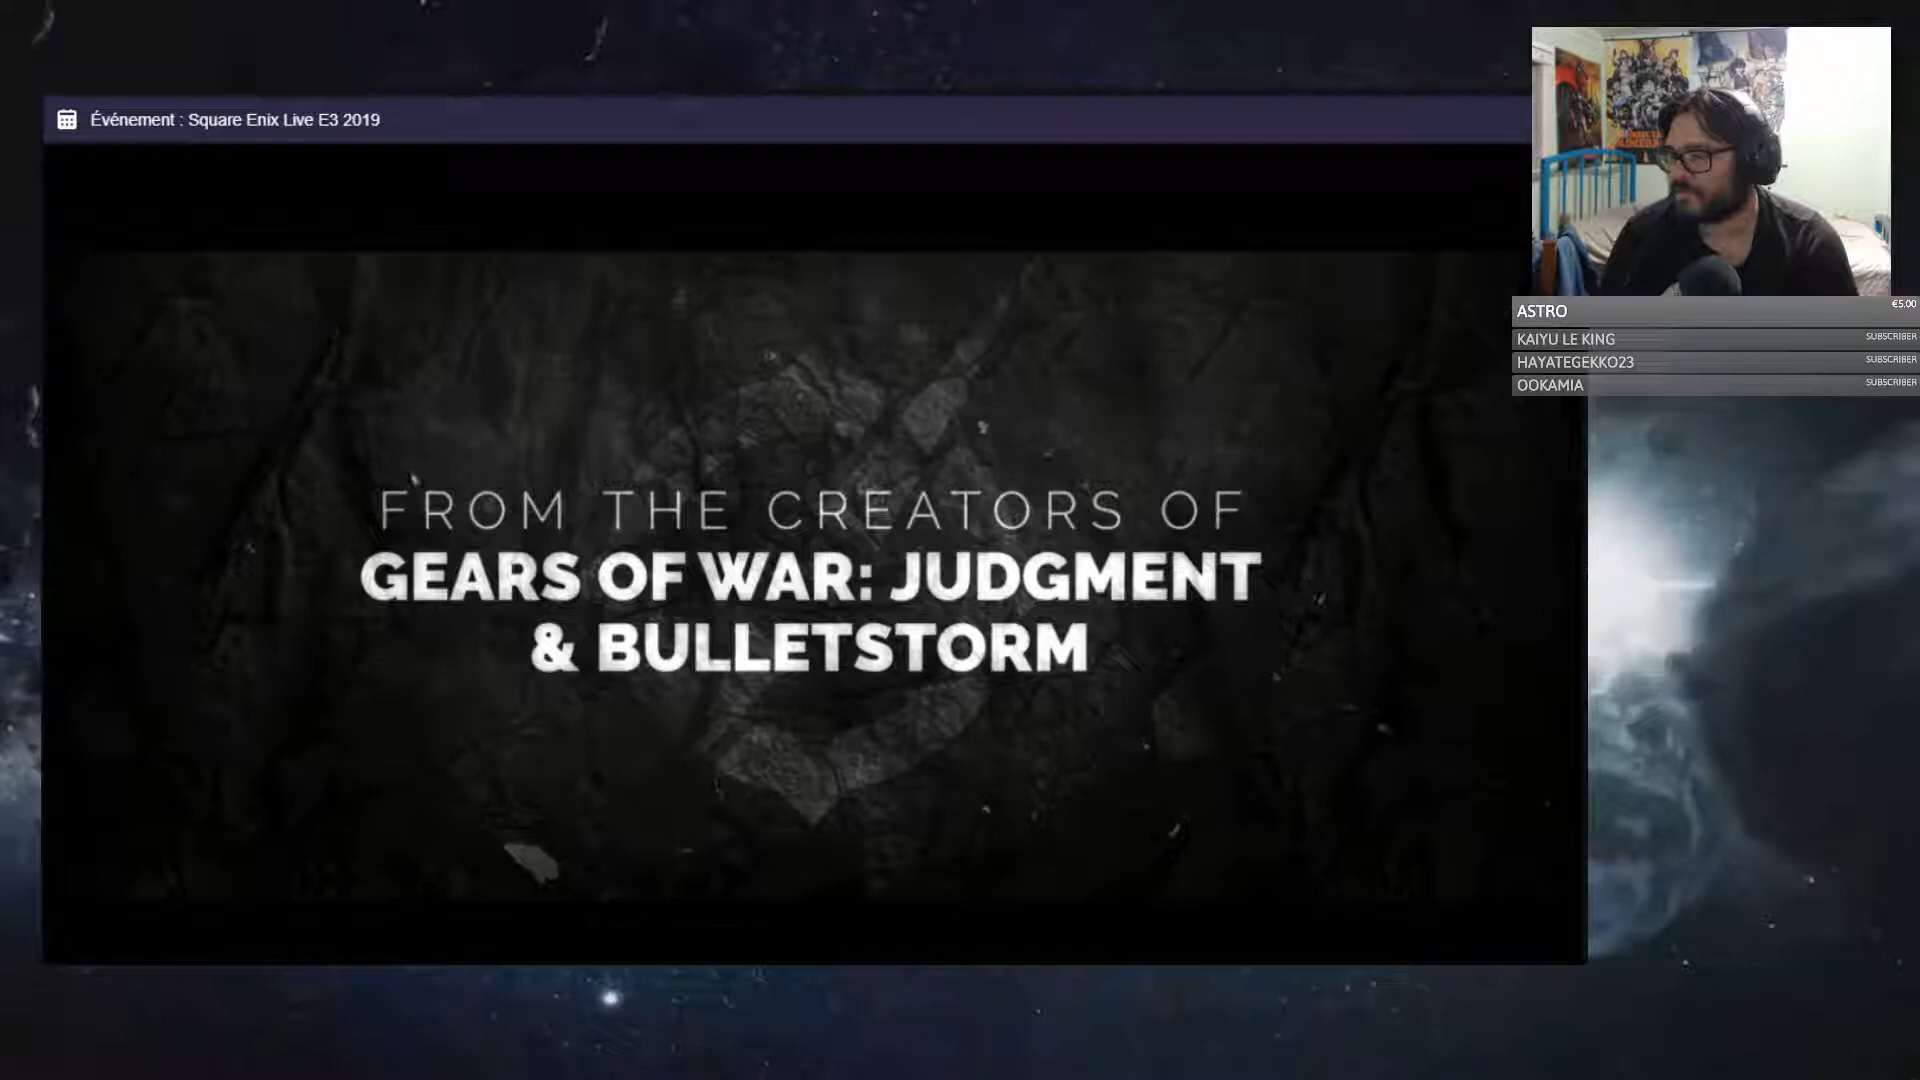 Événement : Square Enix Live E3 2019
FROM THE CREATORS OF
GEARS OF WAR: JUDGMENT
& BULLETSTORM
ASTRO €5.00
KAIYU LE KING SUBSCRIBER
HAYATEGEKKO23 SUBSCRIBER
OOKAMIA SUBSCRIBER